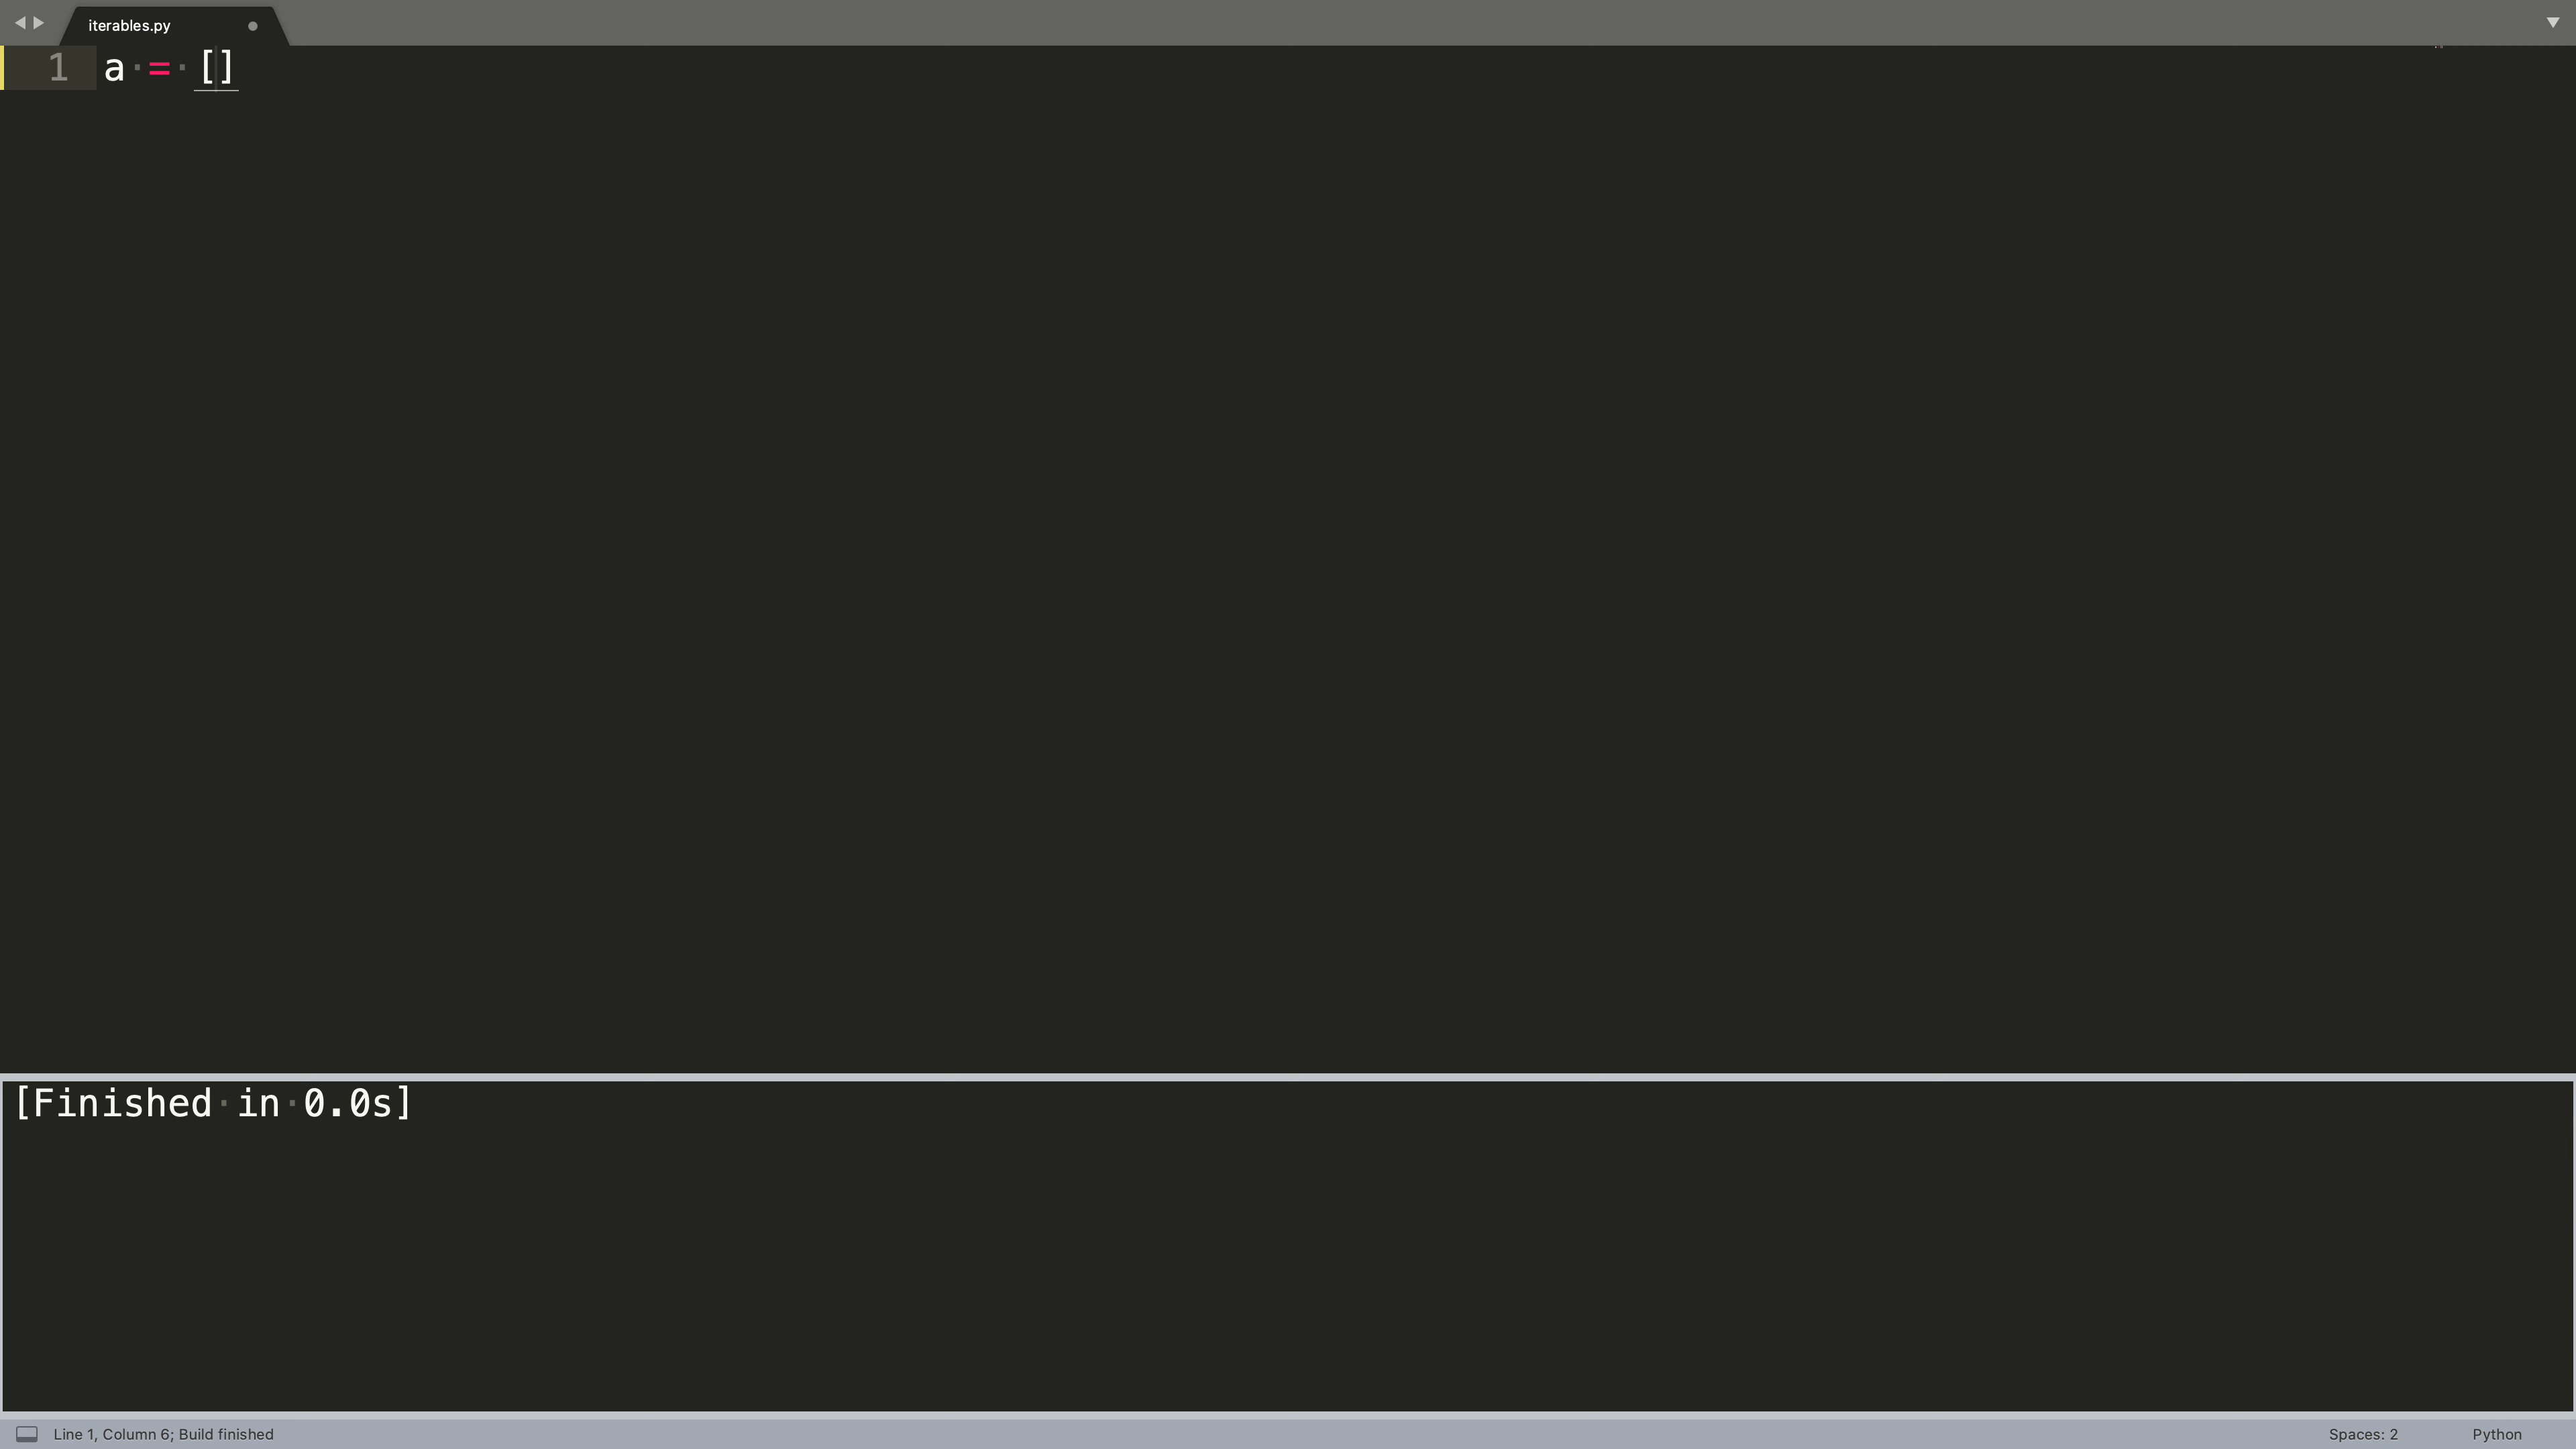 iterables.py
1 a = []
[Finished in 0.0s]
Line 1, Column 6; Build finished Spaces: 2 Python